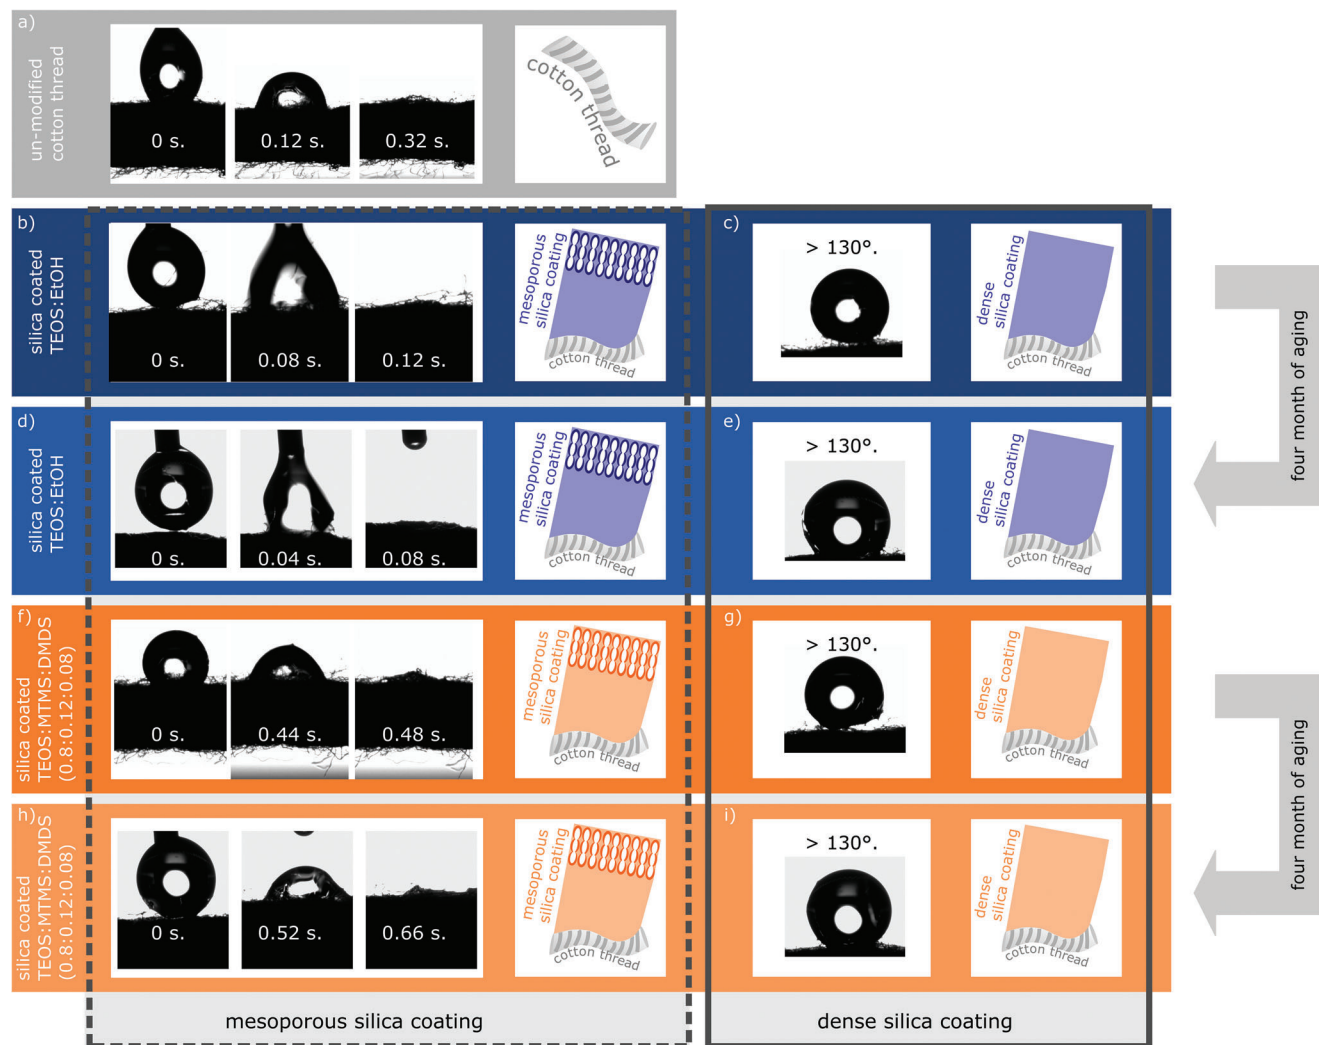 a)
un-modified
cotton thread
0 s.
0.12 s.
0.32 s.
cotton thread
b)
silica coated
TEOS:EtOH
0 s.
0.08 s.
0.12 s.
mesoporous
silica coating
cotton thread
c)
> 130°.
dense
silica coating
cotton thread
d)
silica coated
TEOS:EtOH
0 s.
0.04 s.
0.08 s.
mesoporous
silica coating
cotton thread
e)
> 130°.
dense
silica coating
cotton thread
four month of aging
f)
silica coated
TEOS:MTMS:DMDS
(0.8:0.12:0.08)
0 s.
0.44 s.
0.48 s.
mesoporous
silica coating
cotton thread
g)
> 130°.
dense
silica coating
cotton thread
h)
silica coated
TEOS:MTMS:DMDS
(0.8:0.12:0.08)
0 s.
0.52 s.
0.66 s.
mesoporous
silica coating
cotton thread
i)
> 130°.
dense
silica coating
cotton thread
four month of aging
mesoporous silica coating
dense silica coating